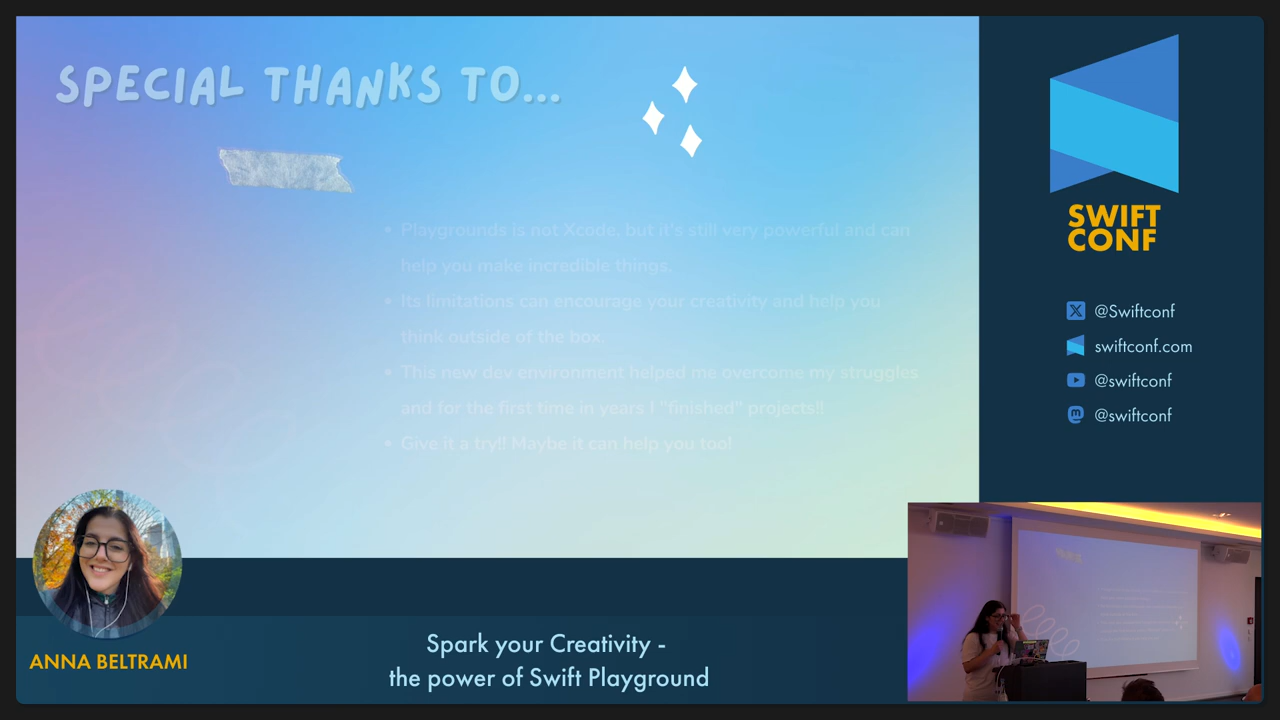 SPECIAL THANKS TO...
• Playgrounds is not Xcode, but it's still very powerful and can
help you make incredible things.
• Its limitations can encourage your creativity and help you
think outside of the box.
• This new dev environment helped me overcome my struggles
and for the first time in years I "finished" projects!!
• Give it a try!! Maybe it can help you too!
SWIFT
CONF
@Swiftconf
swiftconf.com
@swiftconf
@swiftconf
ANNA BELTRAMI
Spark your Creativity -
the power of Swift Playground